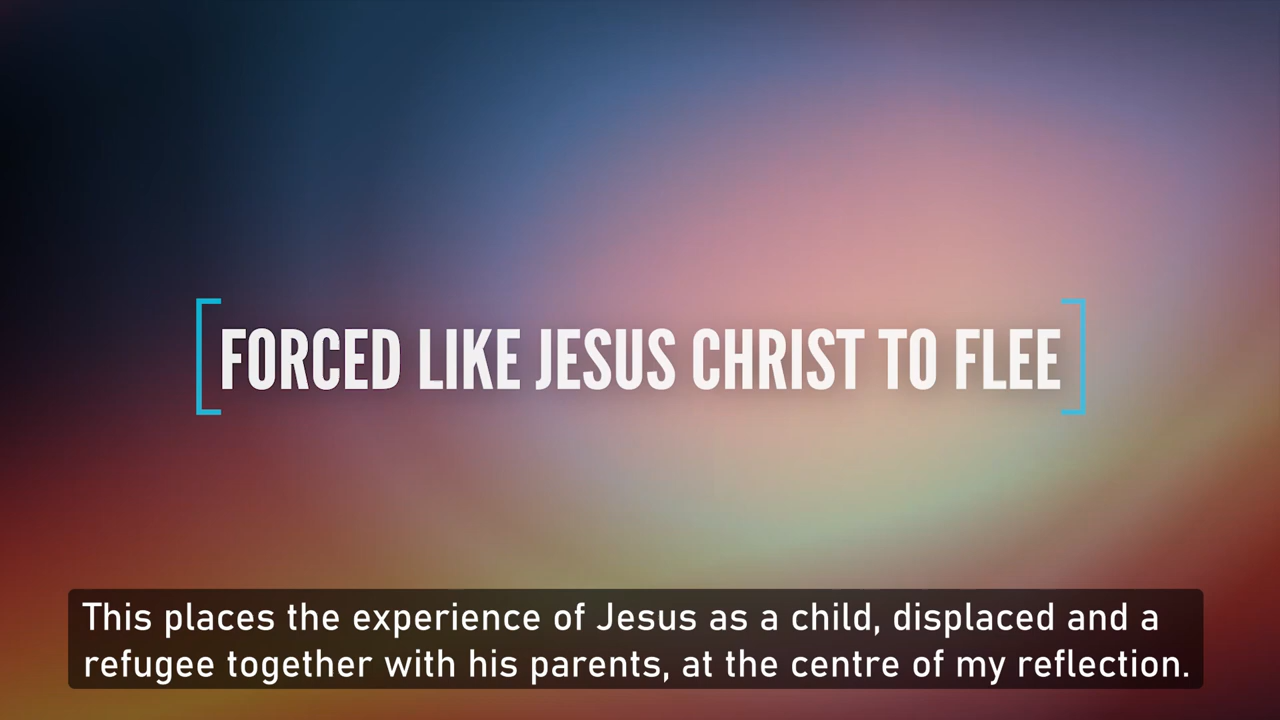 FORCED LIKE JESUS CHRIST TO FLEE
This places the experience of Jesus as a child, displaced and a
refugee together with his parents, at the centre of my reflection.